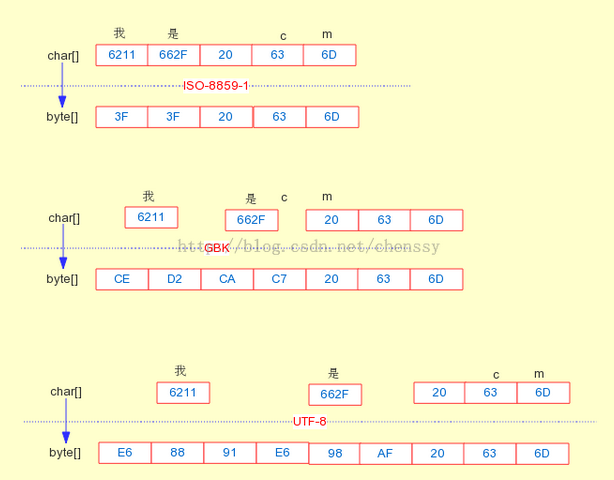 我 是 c m
char[] 6211 662F 20 63 6D
ISO-8859-1
byte[] 3F 3F 20 63 6D
我 是 c m
char[] 6211 662F 20 63 6D
http://blog.csdn.net/chenssy
GBK
byte[] CE D2 CA C7 20 63 6D
我 是 c m
char[] 6211 662F 20 63 6D
UTF-8
byte[] E6 88 91 E6 98 AF 20 63 6D